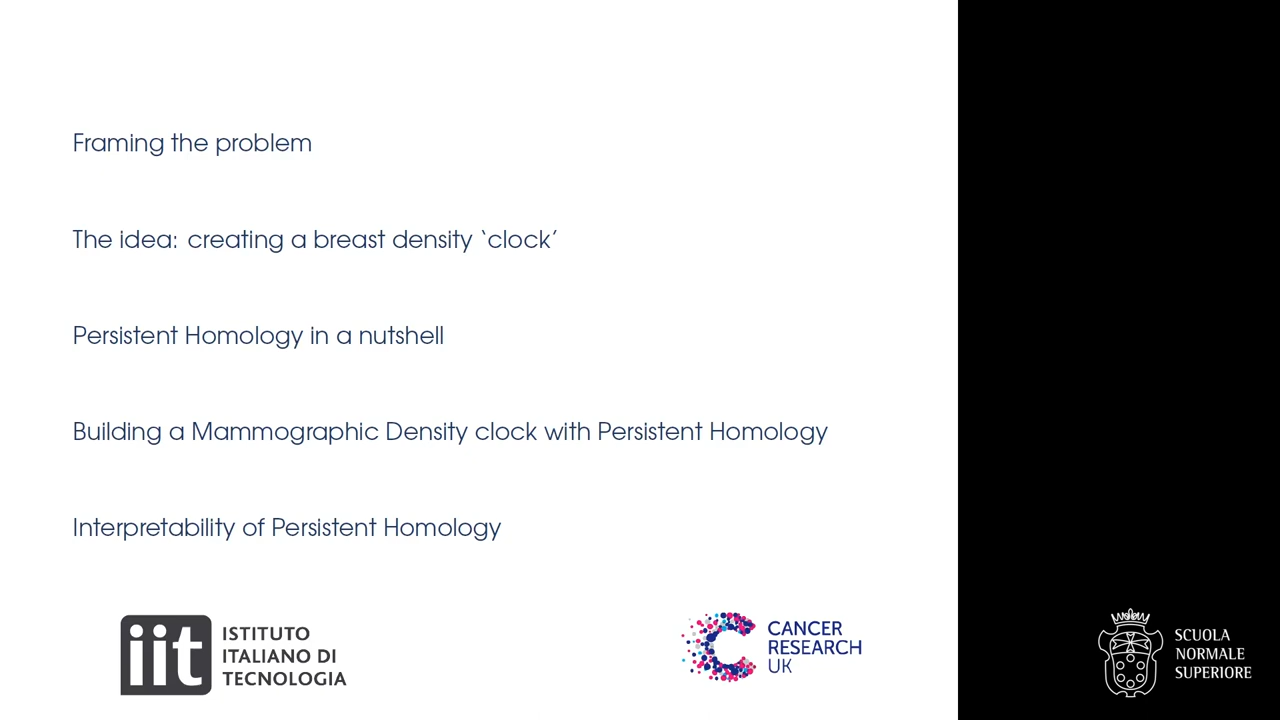 Framing the problem
The idea: creating a breast density ‵clock′
Persistent Homology in a nutshell
Building a Mammographic Density clock with Persistent Homology
Interpretability of Persistent Homology
iit
ISTITUTO
ITALIANO DI
TECNOLOGIA
CANCER
RESEARCH
UK
SCUOLA
NORMALE
SUPERIORE